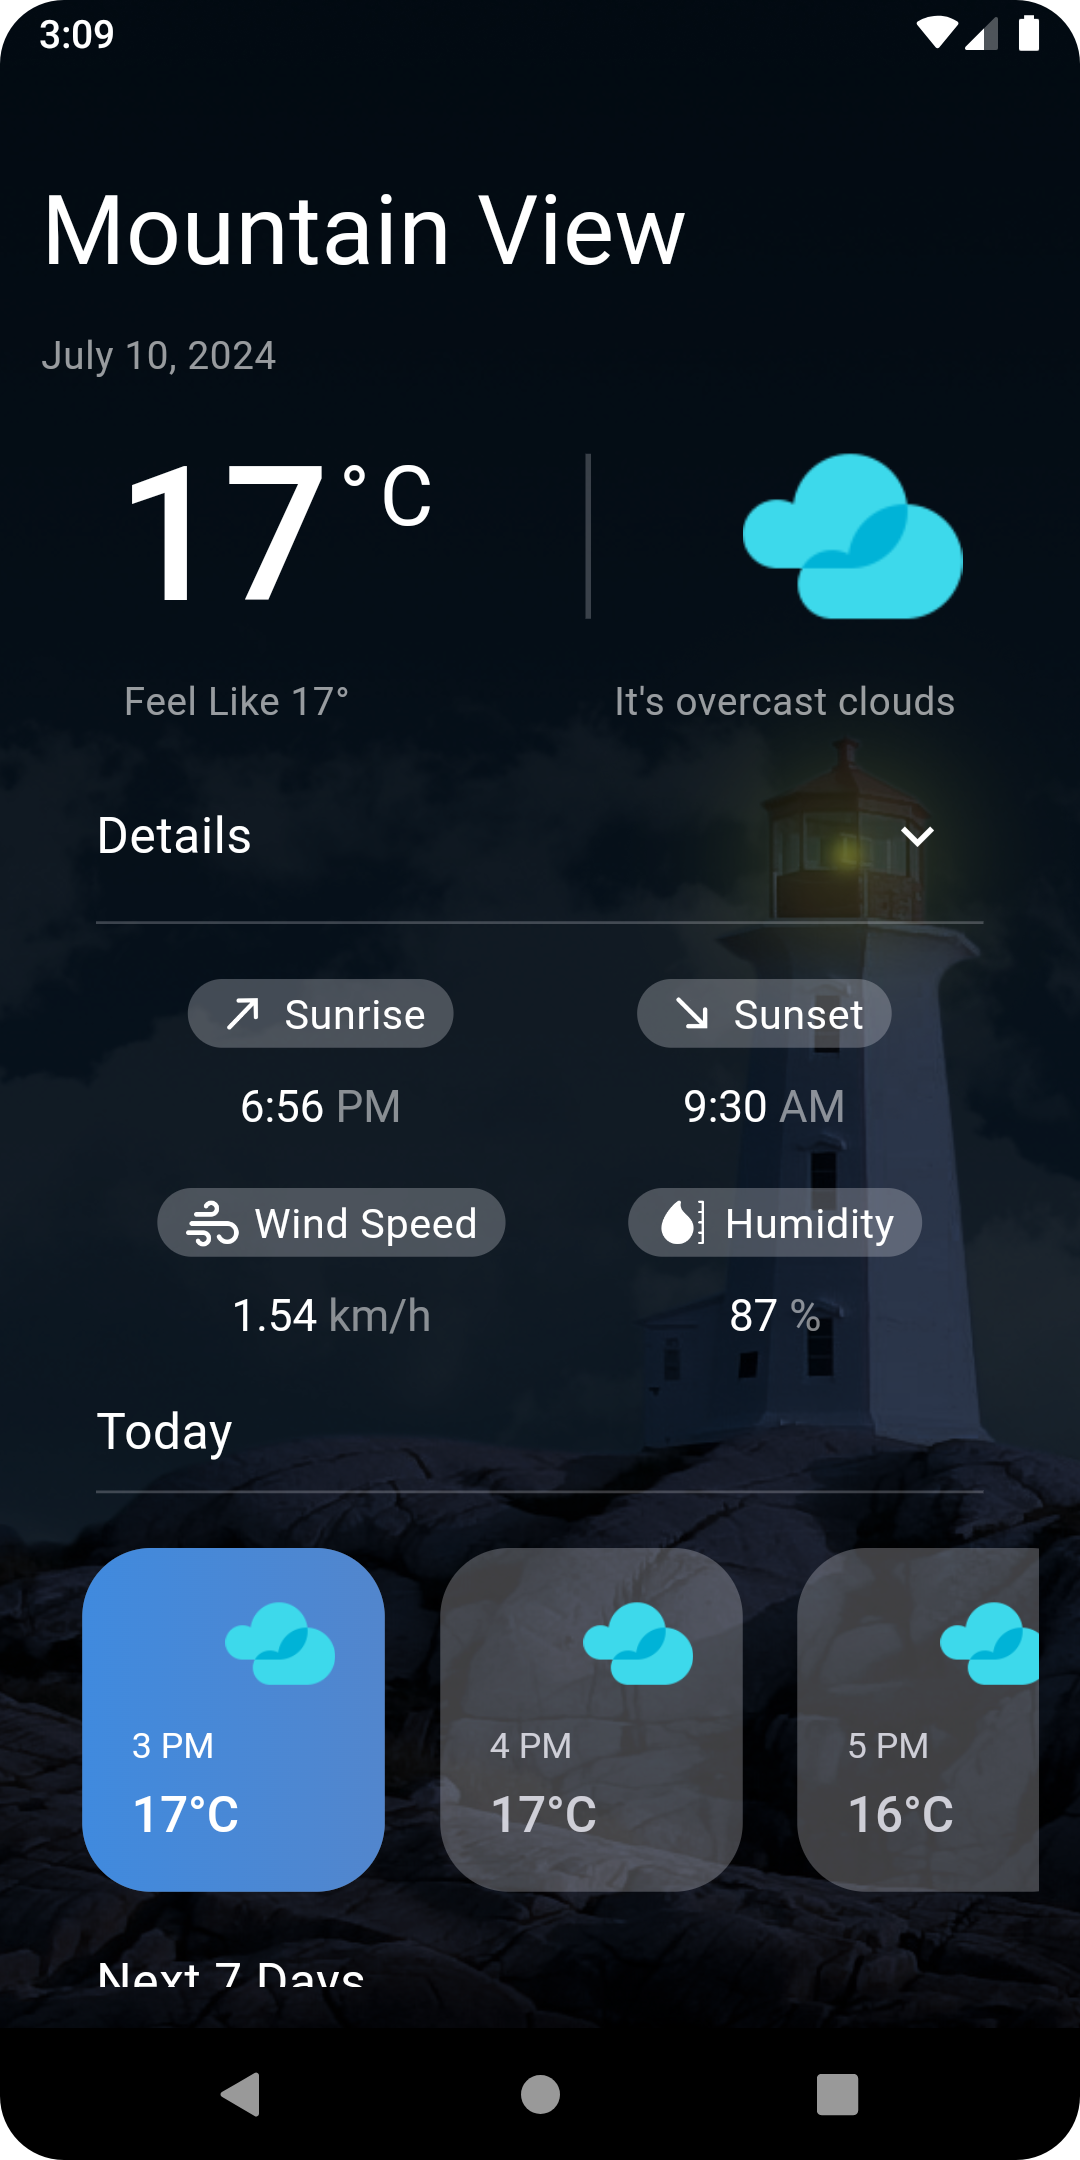 3:09
Mountain View
July 10, 2024
17°C
Feel Like 17°
It's overcast clouds
Details
Sunrise
Sunset
6:56 PM
9:30 AM
Wind Speed
Humidity
1.54 km/h
87 %
Today
3 PM
4 PM
5 PM
17°C
17°C
16°C
Next 7 Days